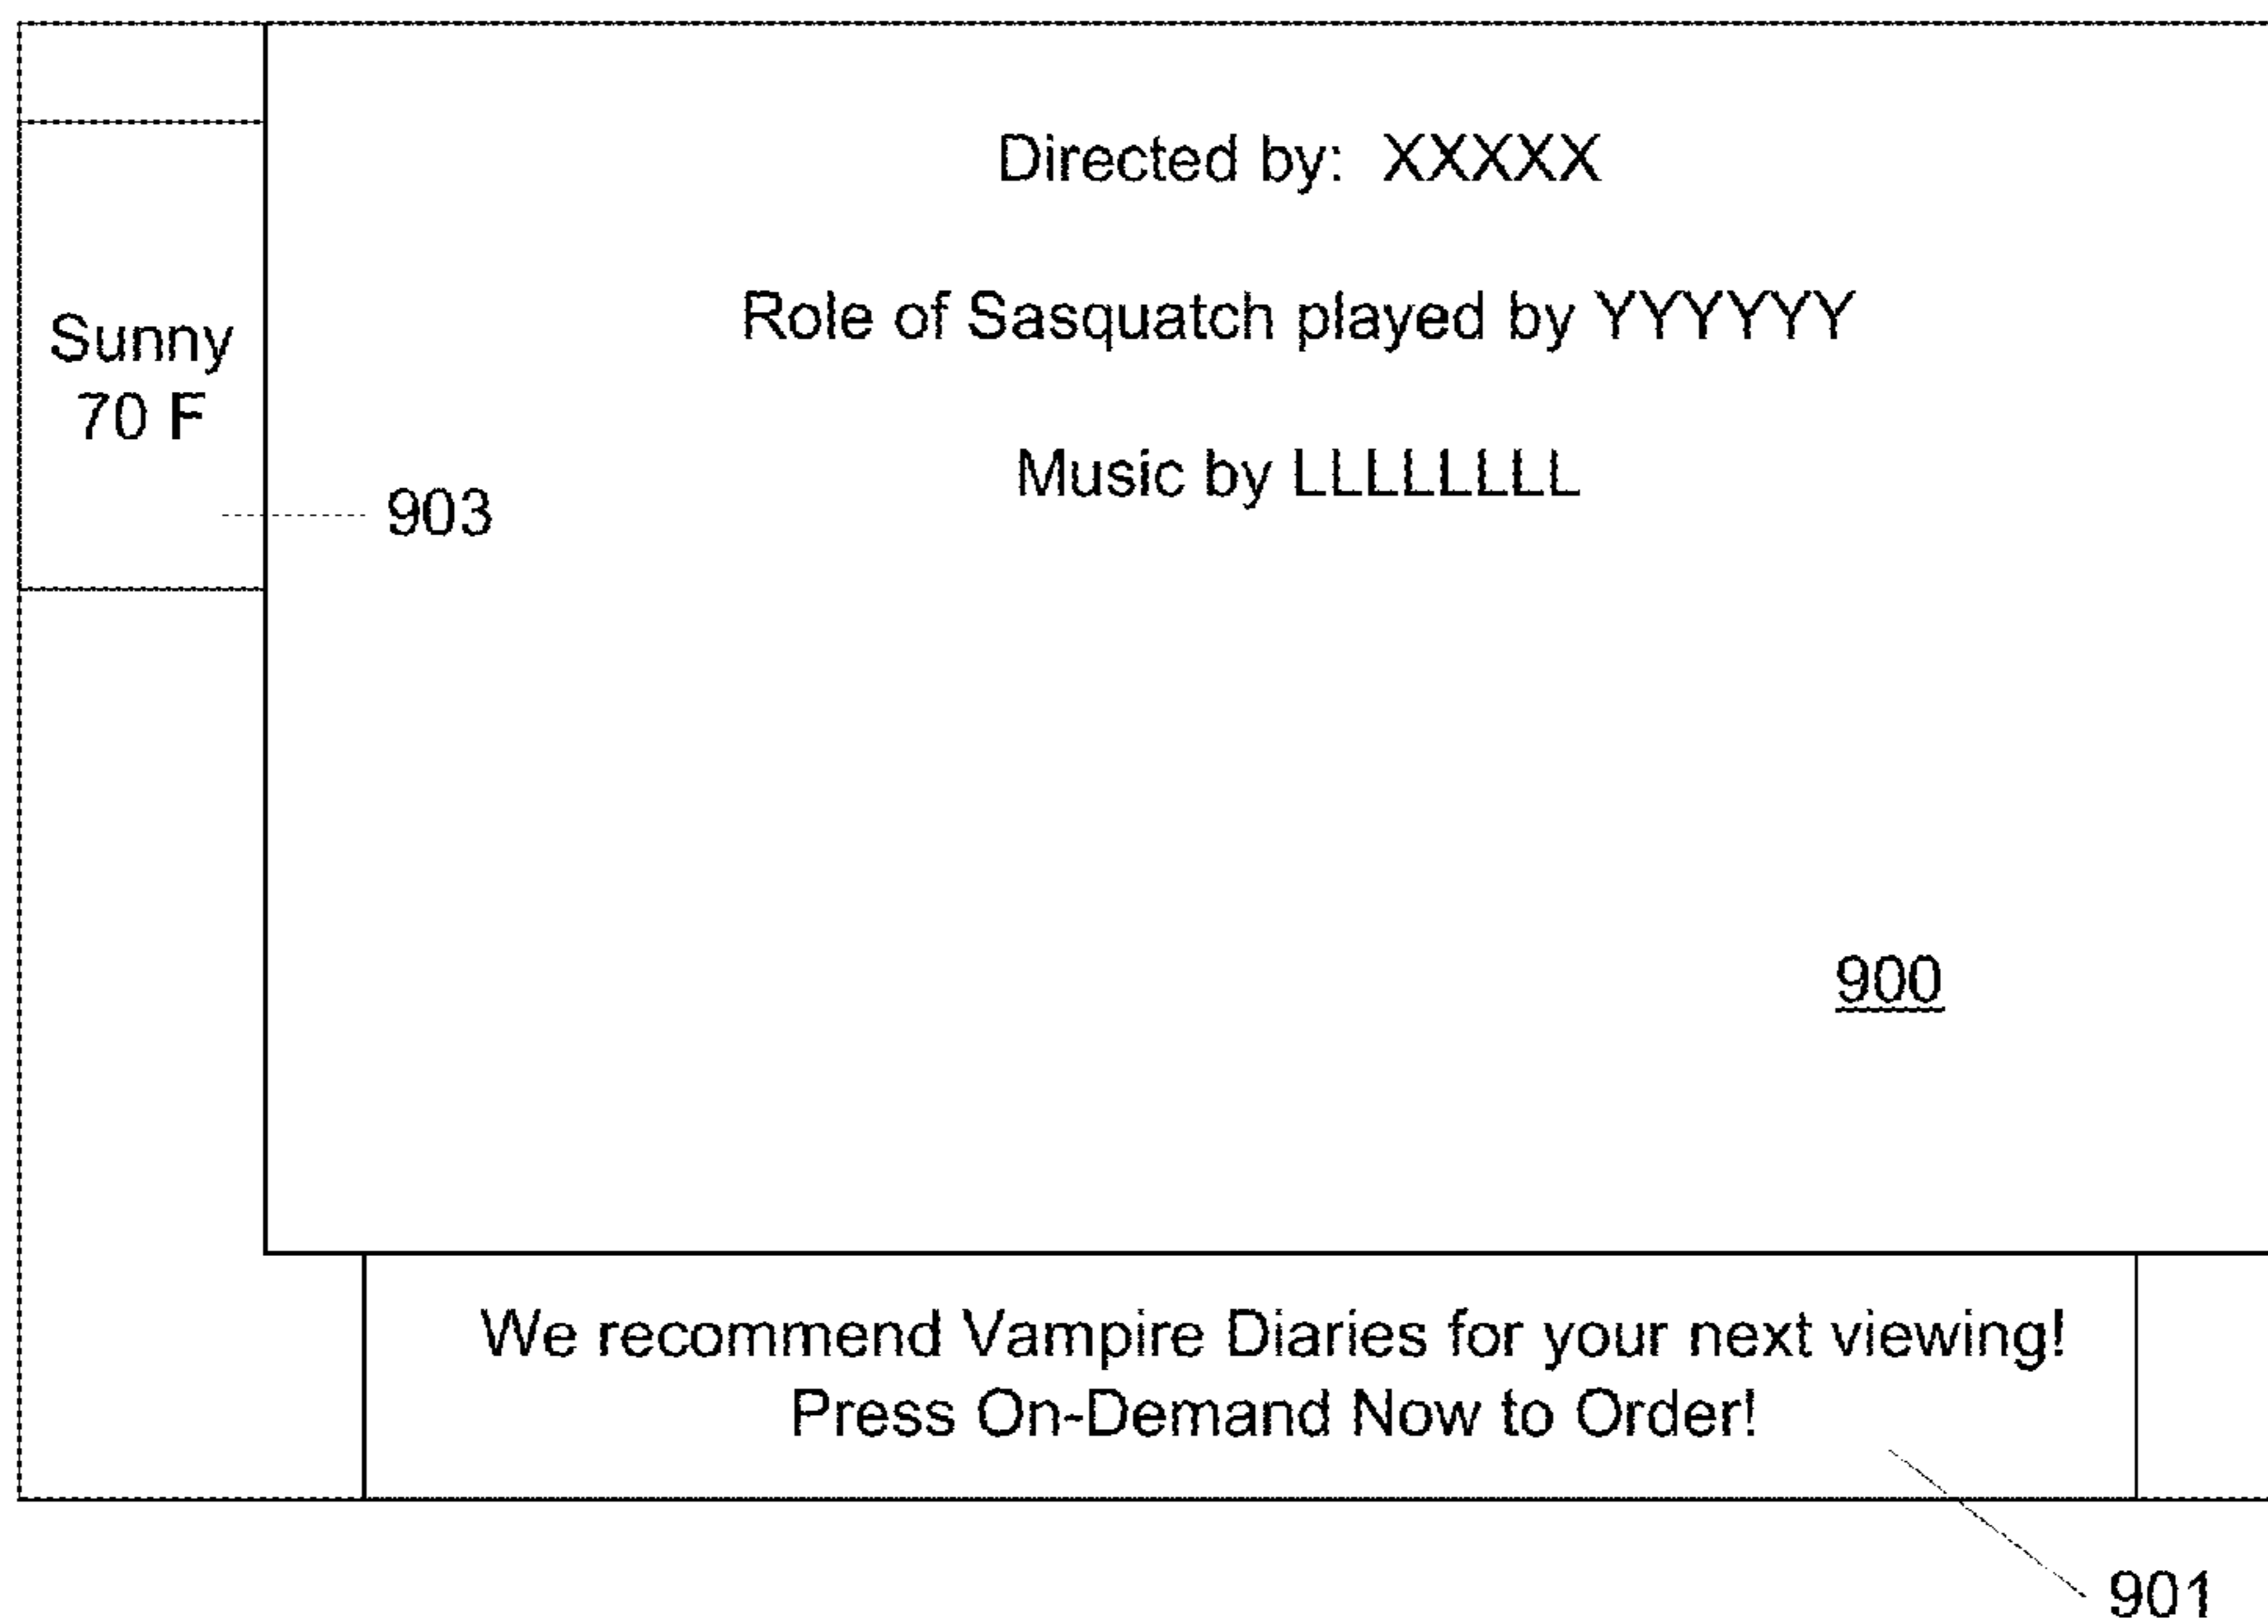 Directed by: XXXXX
Role of Sasquatch played by YYYYYY
Sunny
70 F
Music by LLLLLLLL
903
900
We recommend Vampire Diaries for your next viewing!
Press On-Demand Now to Order!
901